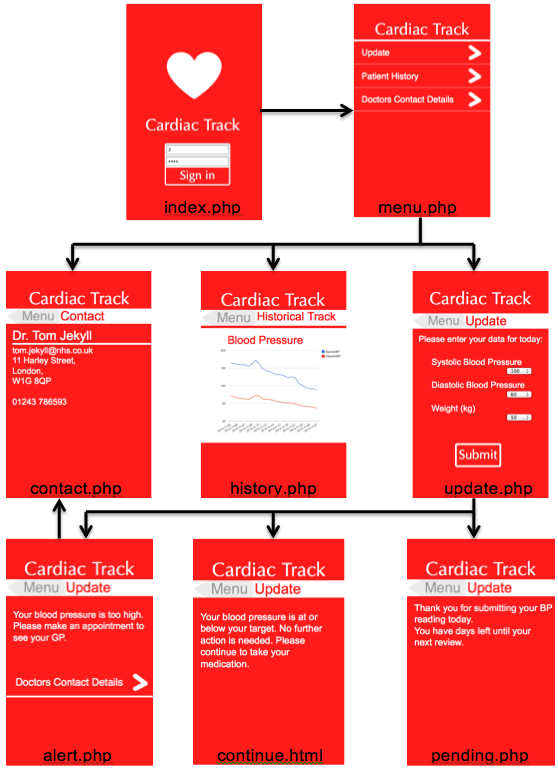 Cardiac Track
Sign in
index.php
Cardiac Track
Update
Patient History
Doctors Contact Details
menu.php
Cardiac Track
Menu Contact
Dr. Tom Jekyll
tom.jekyll@nhs.co.uk
11 Harley Street,
London,
W1G 8QP
01243 786593
contact.php
Cardiac Track
Menu Historical Track
Blood Pressure
history.php
Cardiac Track
Menu Update
Please enter your data for today:
Systolic Blood Pressure
100
Diastolic Blood Pressure
60
Weight (kg)
50
Submit
update.php
Cardiac Track
Menu Update
Your blood pressure is too high.
Please make an appointment to
see your GP.
Doctors Contact Details
alert.php
Cardiac Track
Menu Update
Your blood pressure is at or
below your target. No further
action is needed. Please
continue to take your
medication.
continue.html
Cardiac Track
Menu Update
Thank you for submitting your BP
reading today.
You have days left until your
next review.
pending.php